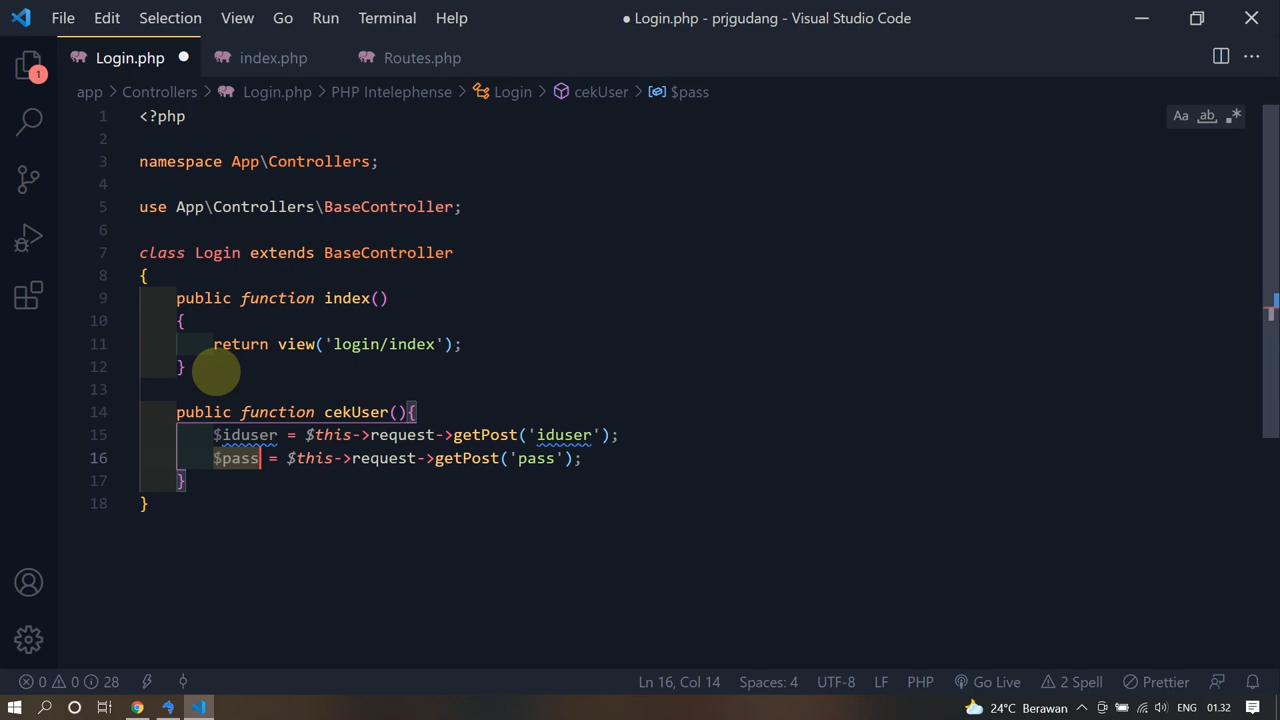 File Edit Selection View Go Run Terminal Help ● Login.php - prjgudang - Visual Studio Code
Login.php ● index.php Routes.php
1
app > Controllers > Login.php > PHP Intelephense > Login > cekUser > $pass
Aa ab .*
1 <?php
2
3 namespace App\Controllers;
4
5 use App\Controllers\BaseController;
6
7 class Login extends BaseController
8 {
9 public function index()
10 {
11 return view('login/index');
12 }
13
14 public function cekUser(){
15 $iduser = $this->request->getPost('iduser');
16 $pass = $this->request->getPost('pass');
17 }
18 }
0 0 28 Ln 16, Col 14 Spaces: 4 UTF-8 LF PHP Go Live 2 Spell Prettier
24°C Berawan ENG 01.32